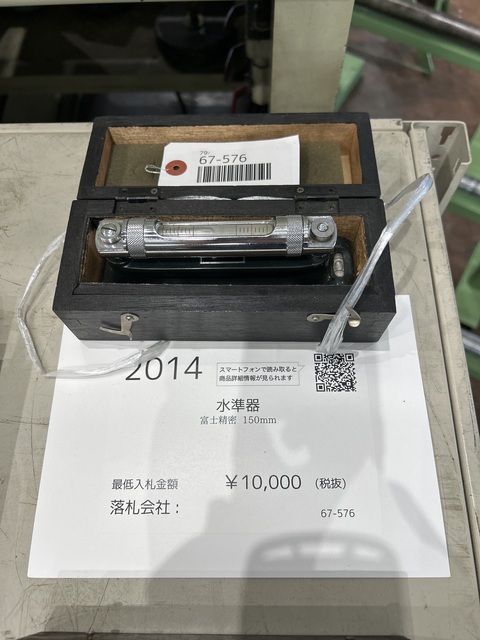 67-576
2014
スマートフォンで読み取ると
商品詳細情報が見られます
水準器
富士精密 150mm
最低入札金額 ￥10,000 (税抜)
落札会社：
67-576